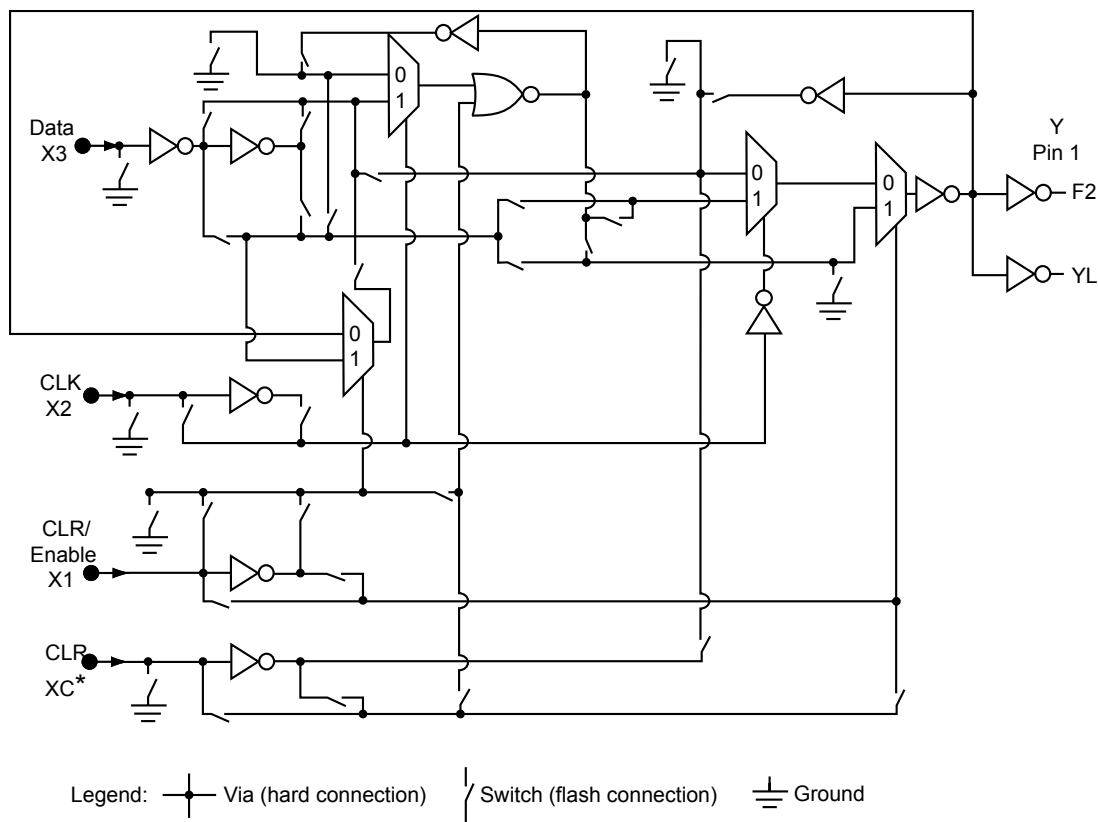 0
1
Data
X3
Y
Pin 1
0
1
0
1
F2
YL
0
1
CLK
X2
CLR/
Enable
X1
CLR
XC*
Legend:
Via (hard connection)
Switch (flash connection)
Ground